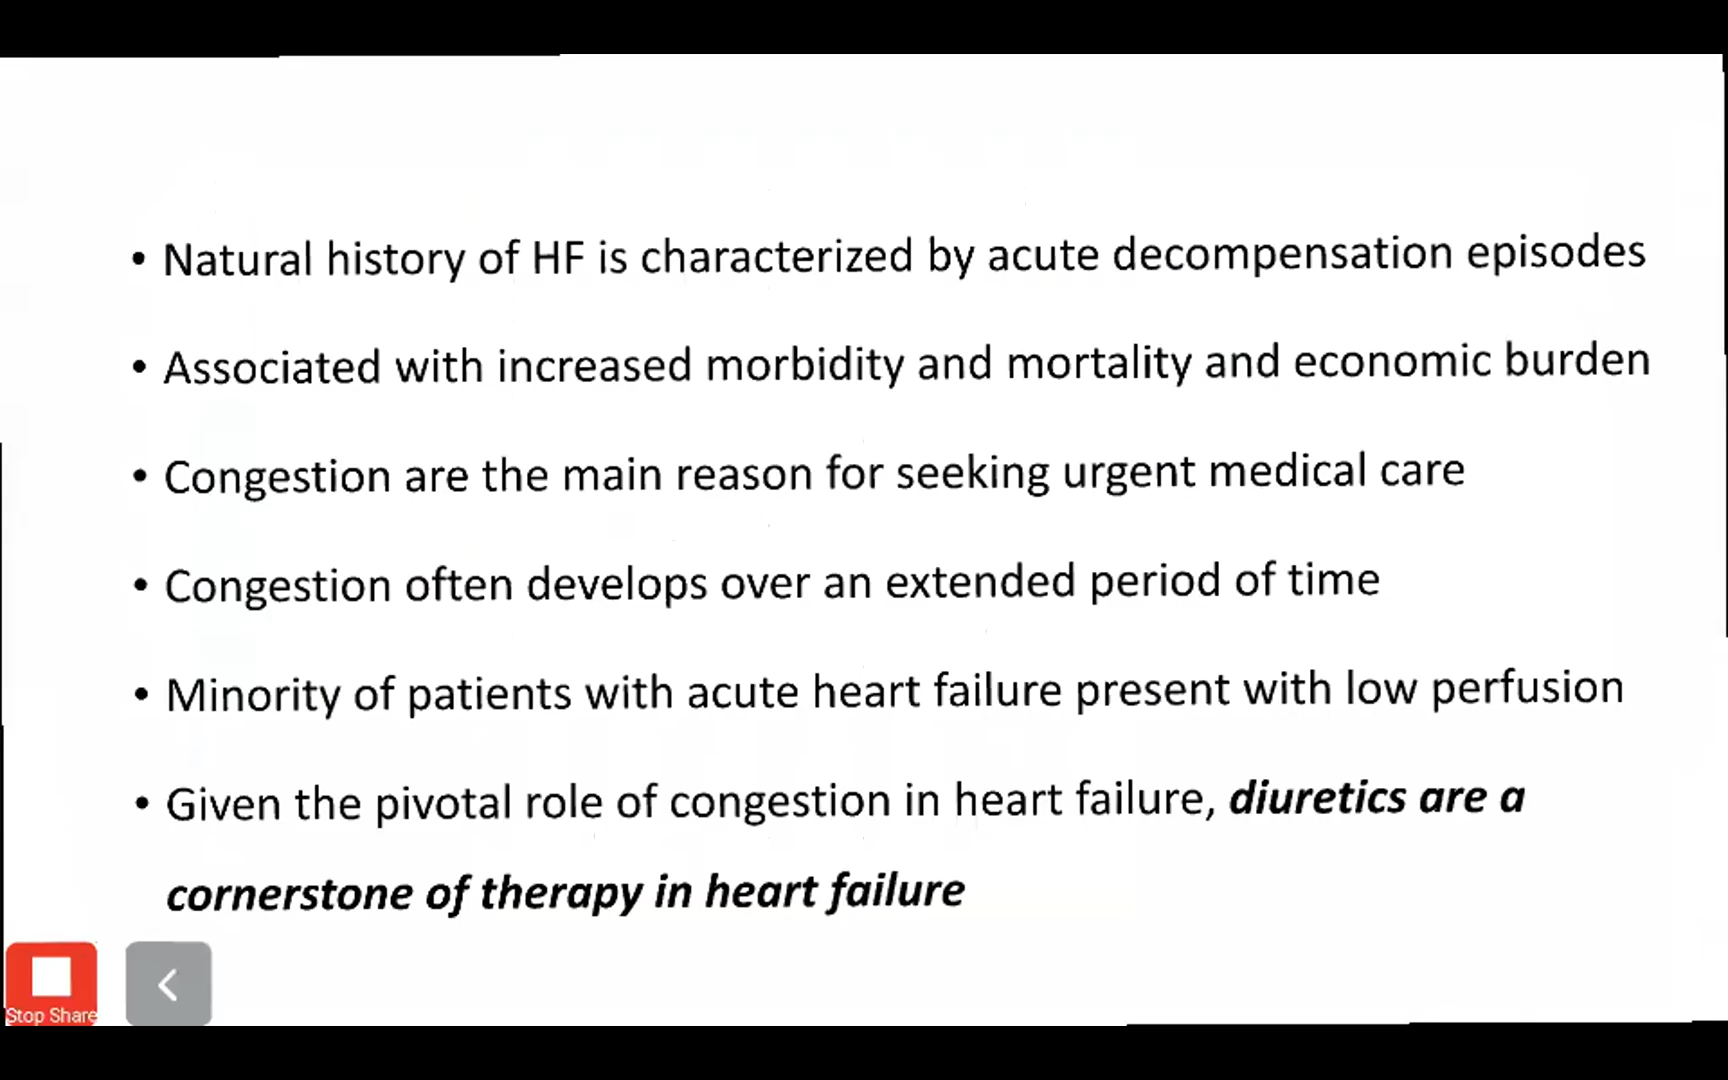 • Natural history of HF is characterized by acute decompensation episodes
• Associated with increased morbidity and mortality and economic burden
• Congestion are the main reason for seeking urgent medical care
• Congestion often develops over an extended period of time
• Minority of patients with acute heart failure present with low perfusion
• Given the pivotal role of congestion in heart failure, diuretics are a
cornerstone of therapy in heart failure
Stop Share